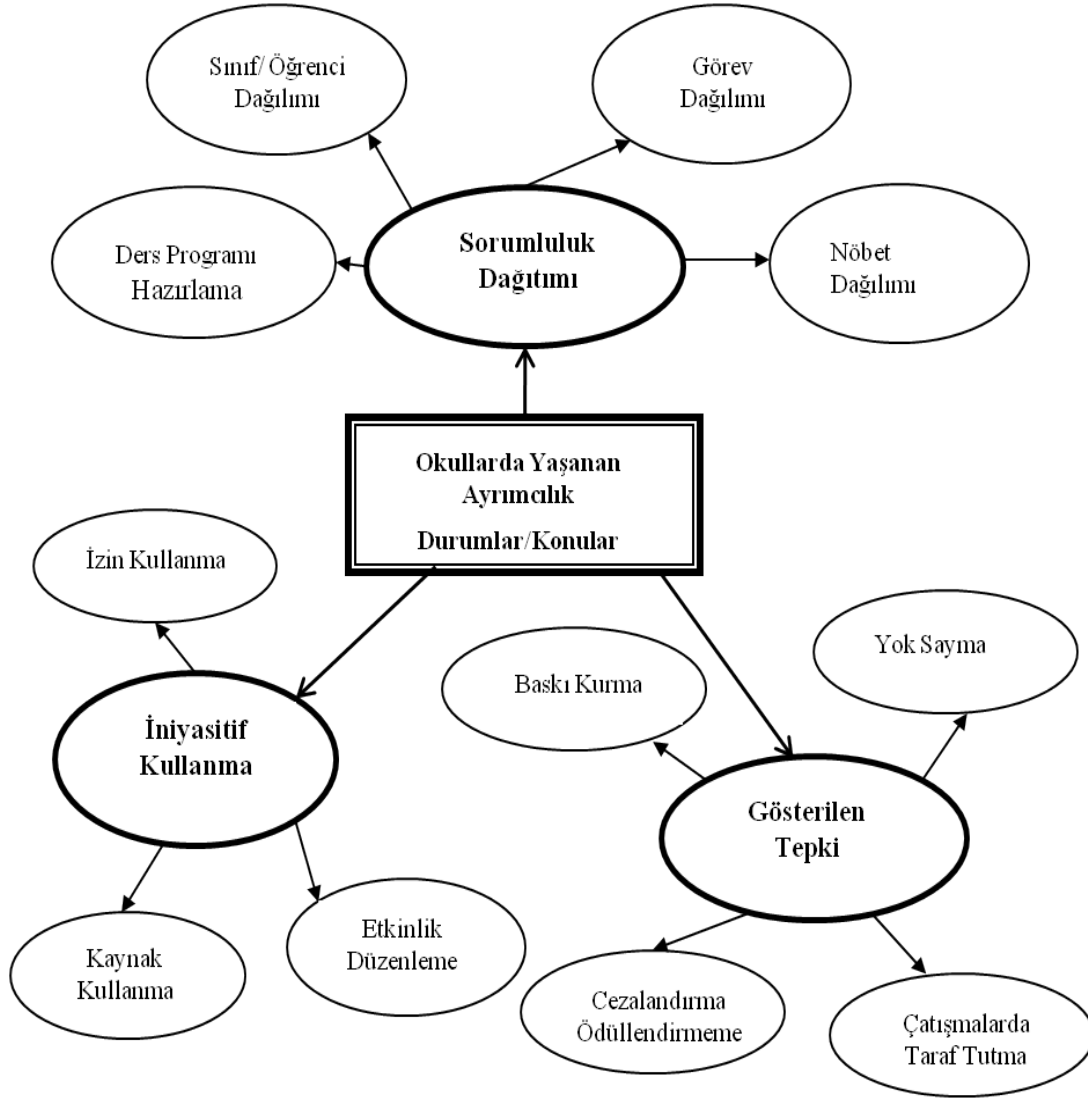 Sınıf/ Öğrenci
Dağılımı
Görev
Dağılımı
Ders Programı
Hazırlama
Sorumluluk
Dağıtımı
Nöbet
Dağılımı
Okullarda Yaşanan
Ayrımcılık
Durumlar/Konular
İzin Kullanma
Yok Sayma
Baskı Kurma
İniyasitif
Kullanma
Gösterilen
Tepki
Kaynak
Kullanma
Etkinlik
Düzenleme
Cezalandırma
Ödüllendirmeme
Çatışmalarda
Taraf Tutma